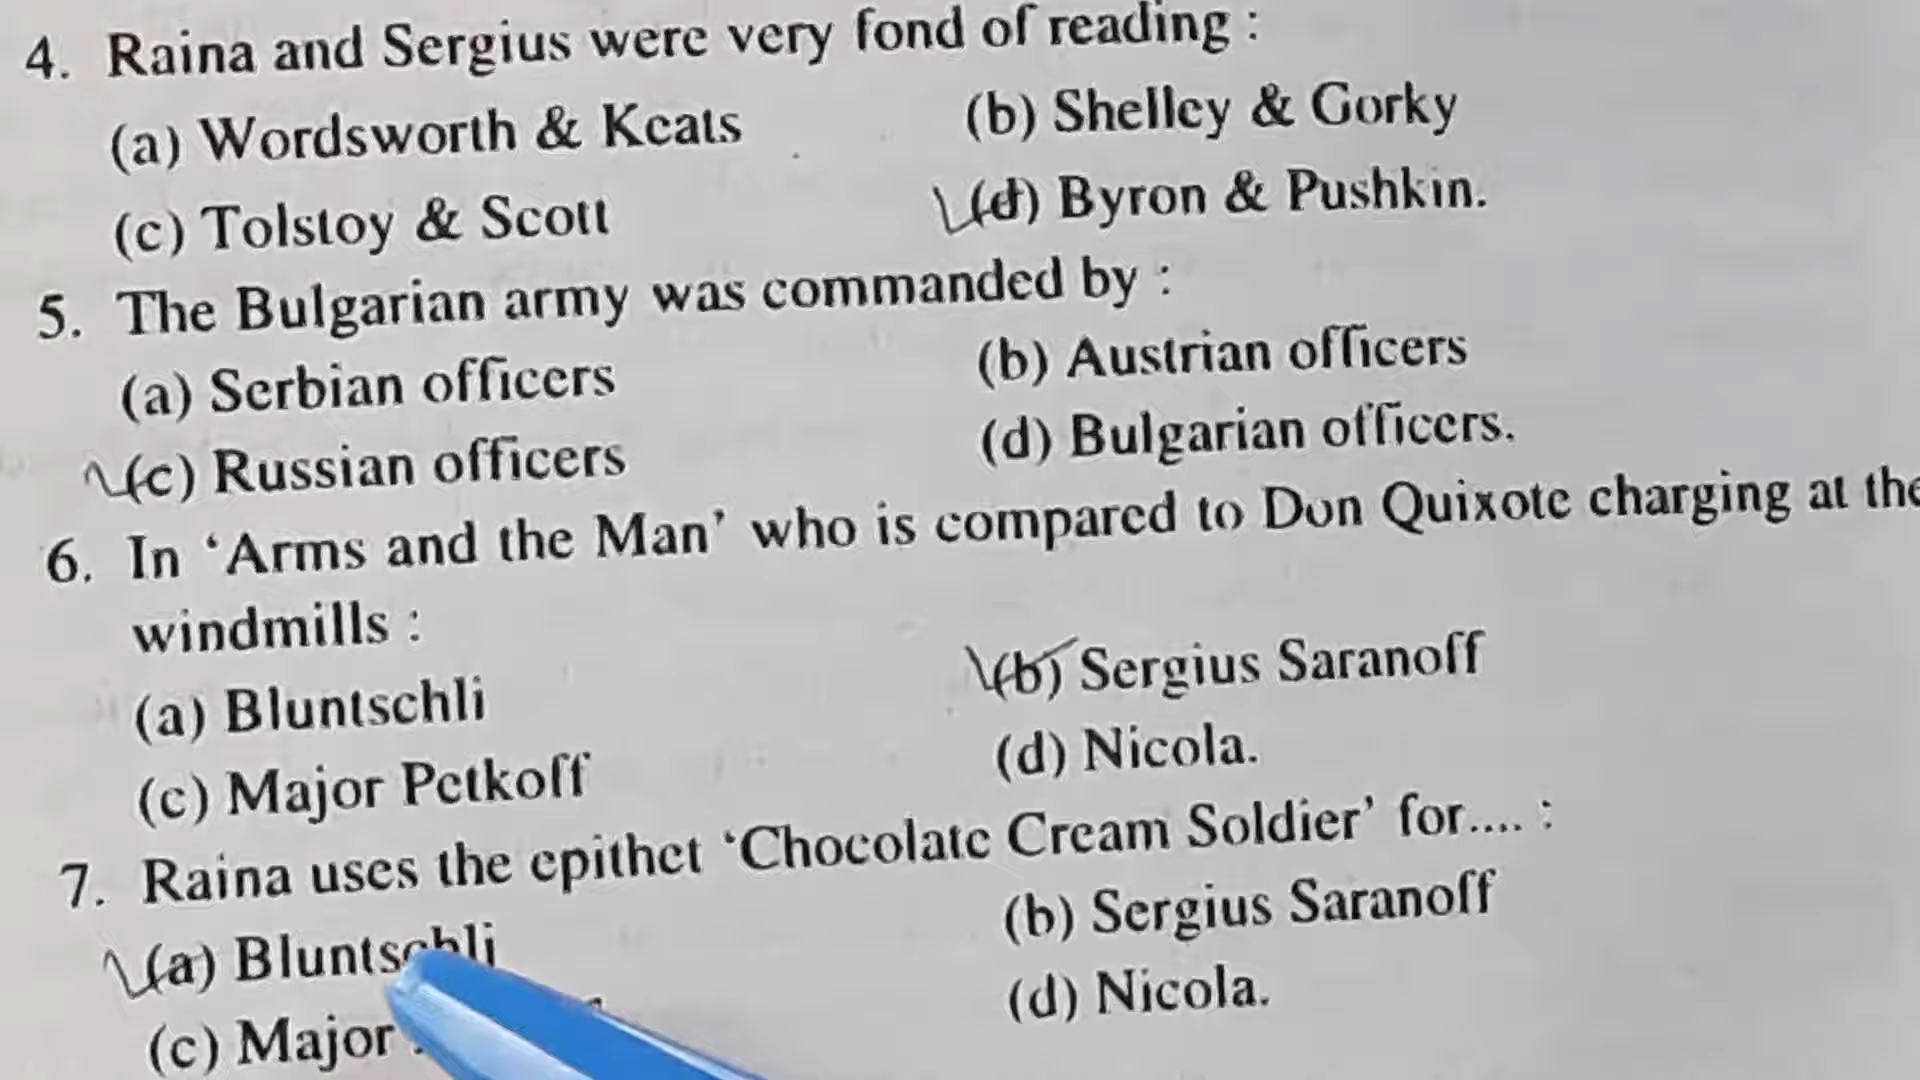 4. Raina and Sergius were very fond of reading :
(a) Wordsworth & Keats (b) Shelley & Gorky
(c) Tolstoy & Scott (d) Byron & Pushkin.
5. The Bulgarian army was commanded by :
(a) Serbian officers (b) Austrian officers
(c) Russian officers (d) Bulgarian officers.
6. In ‘Arms and the Man’ who is compared to Don Quixote charging at the
windmills :
(a) Bluntschli (b) Sergius Saranoff
(c) Major Petkoff (d) Nicola.
7. Raina uses the epithet ‘Chocolate Cream Soldier’ for.... :
(a) Bluntschli (b) Sergius Saranoff
(c) Major (d) Nicola.